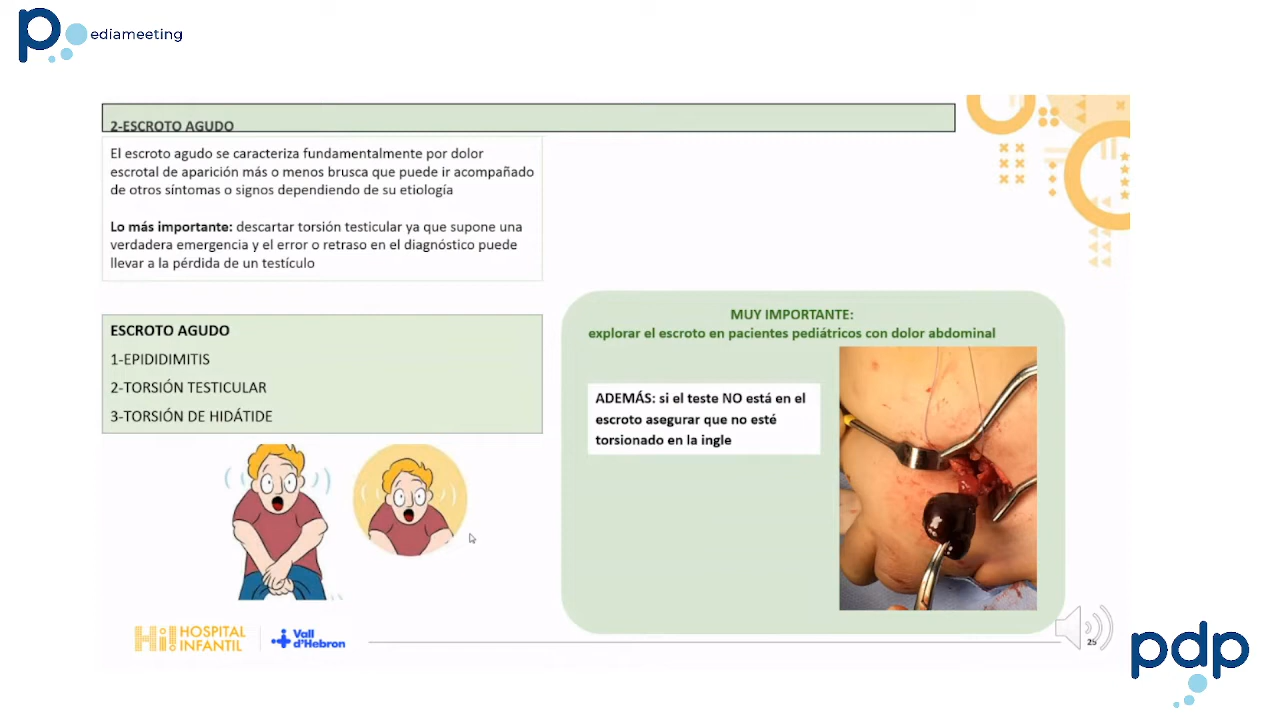 ediameeting
2-ESCROTO AGUDO
El escroto agudo se caracteriza fundamentalmente por dolor
escrotal de aparición más o menos brusca que puede ir acompañado
de otros síntomas o signos dependiendo de su etiología
Lo más importante: descartar torsión testicular ya que supone una
verdadera emergencia y el error o retraso en el diagnóstico puede
llevar a la pérdida de un testículo
ESCROTO AGUDO
1-EPIDIDIMITIS
2-TORSIÓN TESTICULAR
3-TORSIÓN DE HIDÁTIDE
MUY IMPORTANTE:
explorar el escroto en pacientes pediátricos con dolor abdominal
ADEMÁS: si el teste NO está en el
escroto asegurar que no esté
torsionado en la ingle
Hi! HOSPITAL
INFANTIL
Vall
d'Hebron
25
pdp